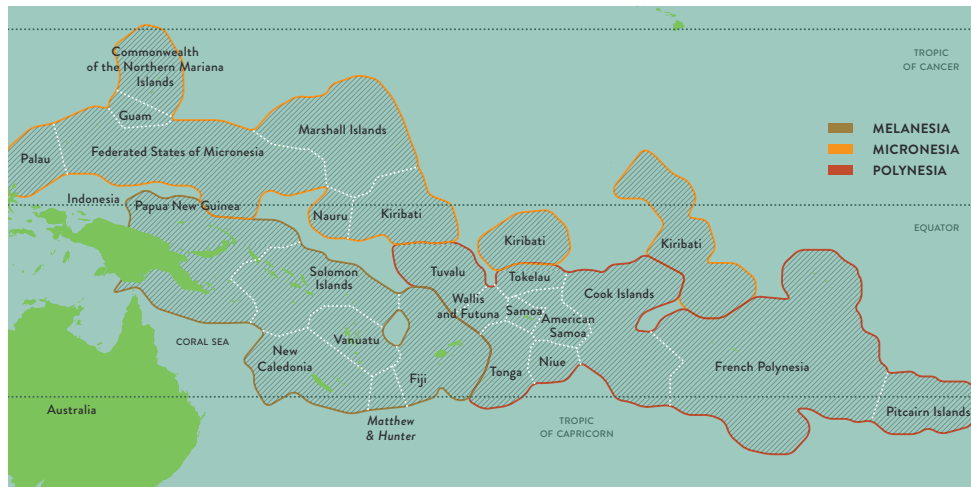 Commonwealth
of the Northern Mariana
Islands
TROPIC
OF CANCER
Guam
Marshall Islands
MELANESIA
MICRONESIA
POLYNESIA
Palau
Federated States of Micronesia
Indonesia
Papua New Guinea
Nauru
Kiribati
EQUATOR
Kiribati
Kiribati
Solomon
Islands
Tuvalu
Tokelau
Cook Islands
Wallis
and Futuna
Samoa
American
Samoa
CORAL SEA
Vanuatu
New
Caledonia
Fiji
Tonga
Niue
French Polynesia
Australia
Matthew
& Hunter
TROPIC
OF CAPRICORN
Pitcairn Islands